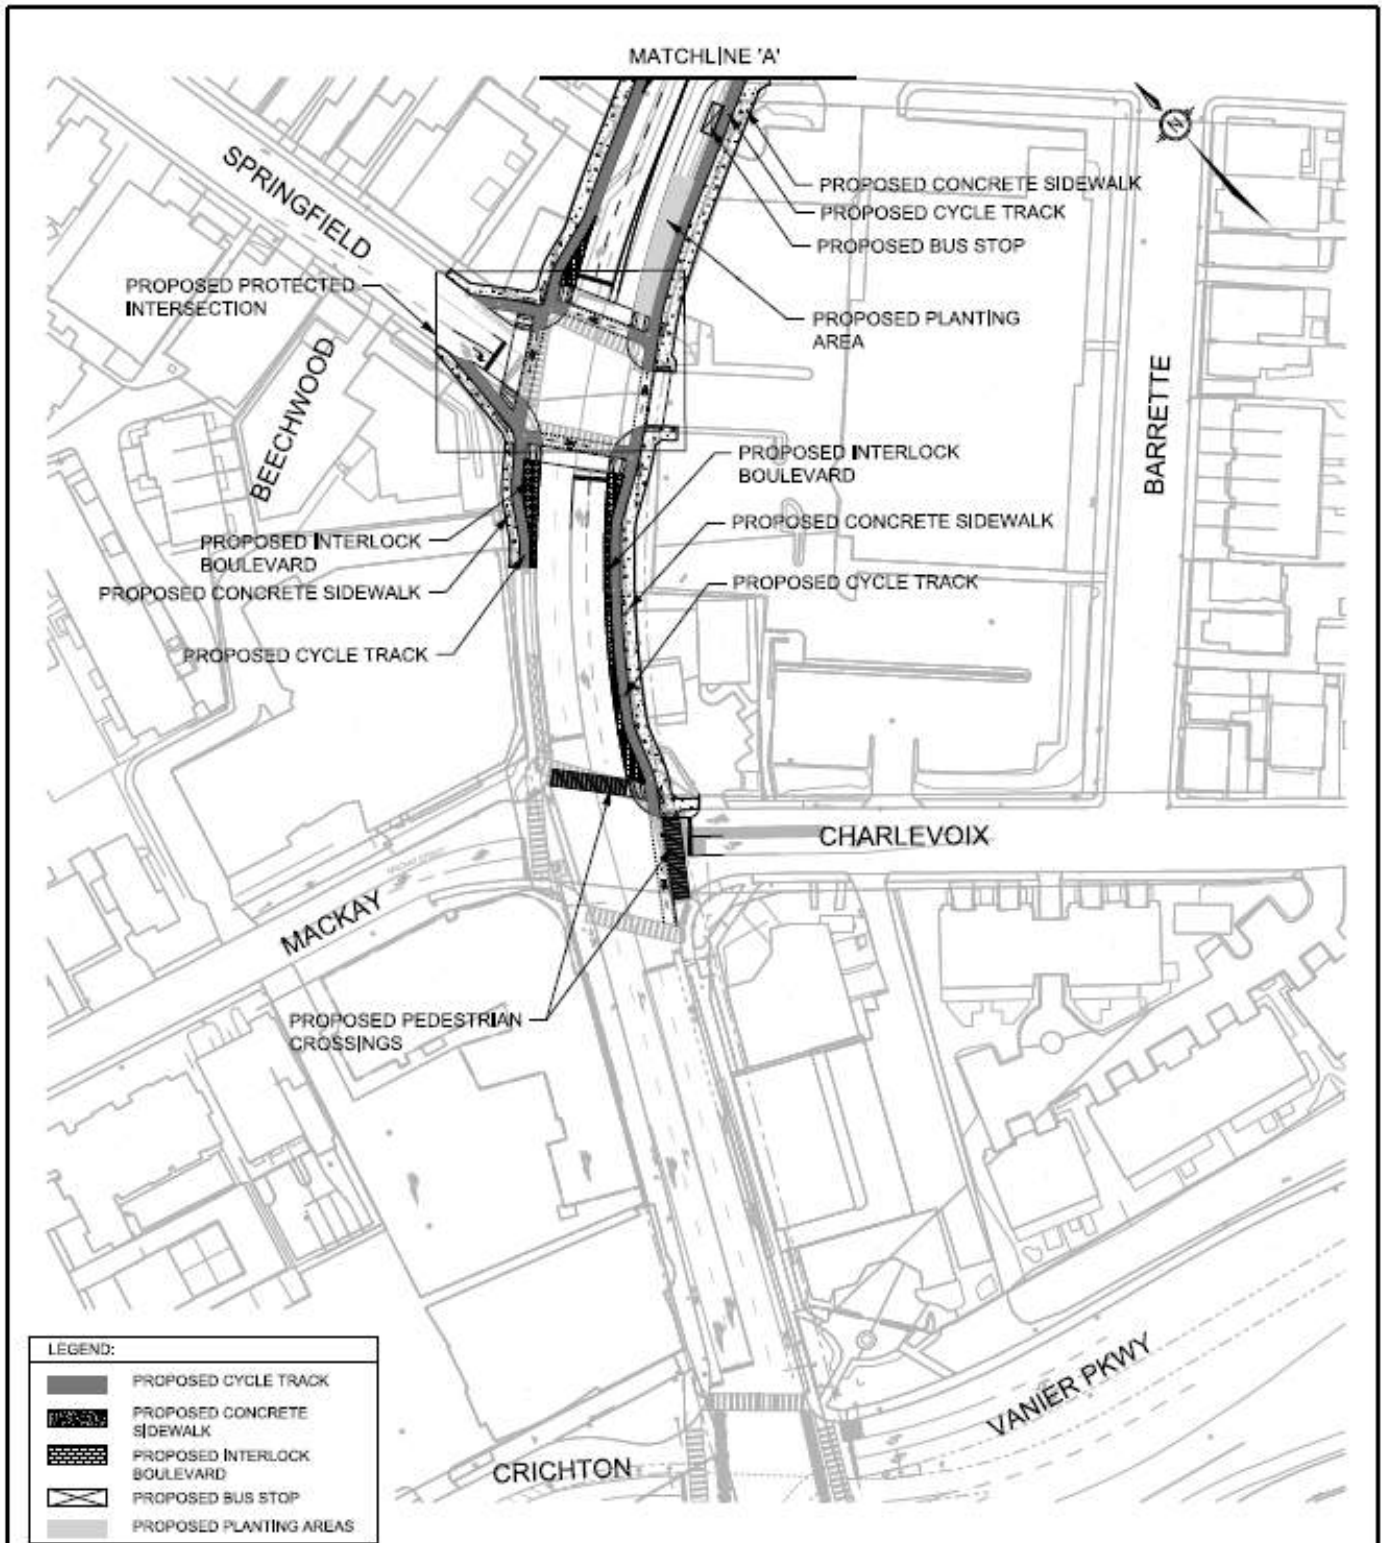 MATCHLINE 'A'
N
SPRINGFIELD
PROPOSED CONCRETE SIDEWALK
PROPOSED CYCLE TRACK
PROPOSED BUS STOP
PROPOSED PROTECTED
INTERSECTION
PROPOSED PLANTING
AREA
BEECHWOOD
BARRETTE
PROPOSED INTERLOCK
BOULEVARD
PROPOSED CONCRETE SIDEWALK
PROPOSED CYCLE TRACK
PROPOSED INTERLOCK
BOULEVARD
PROPOSED CONCRETE SIDEWALK
PROPOSED CYCLE TRACK
CHARLEVOIX
MACKAY
PROPOSED PEDESTRIAN
CROSSINGS
VANIER PKWY
CRICHTON
LEGEND:
PROPOSED CYCLE TRACK
PROPOSED CONCRETE
SIDEWALK
PROPOSED INTERLOCK
BOULEVARD
PROPOSED BUS STOP
PROPOSED PLANTING AREAS